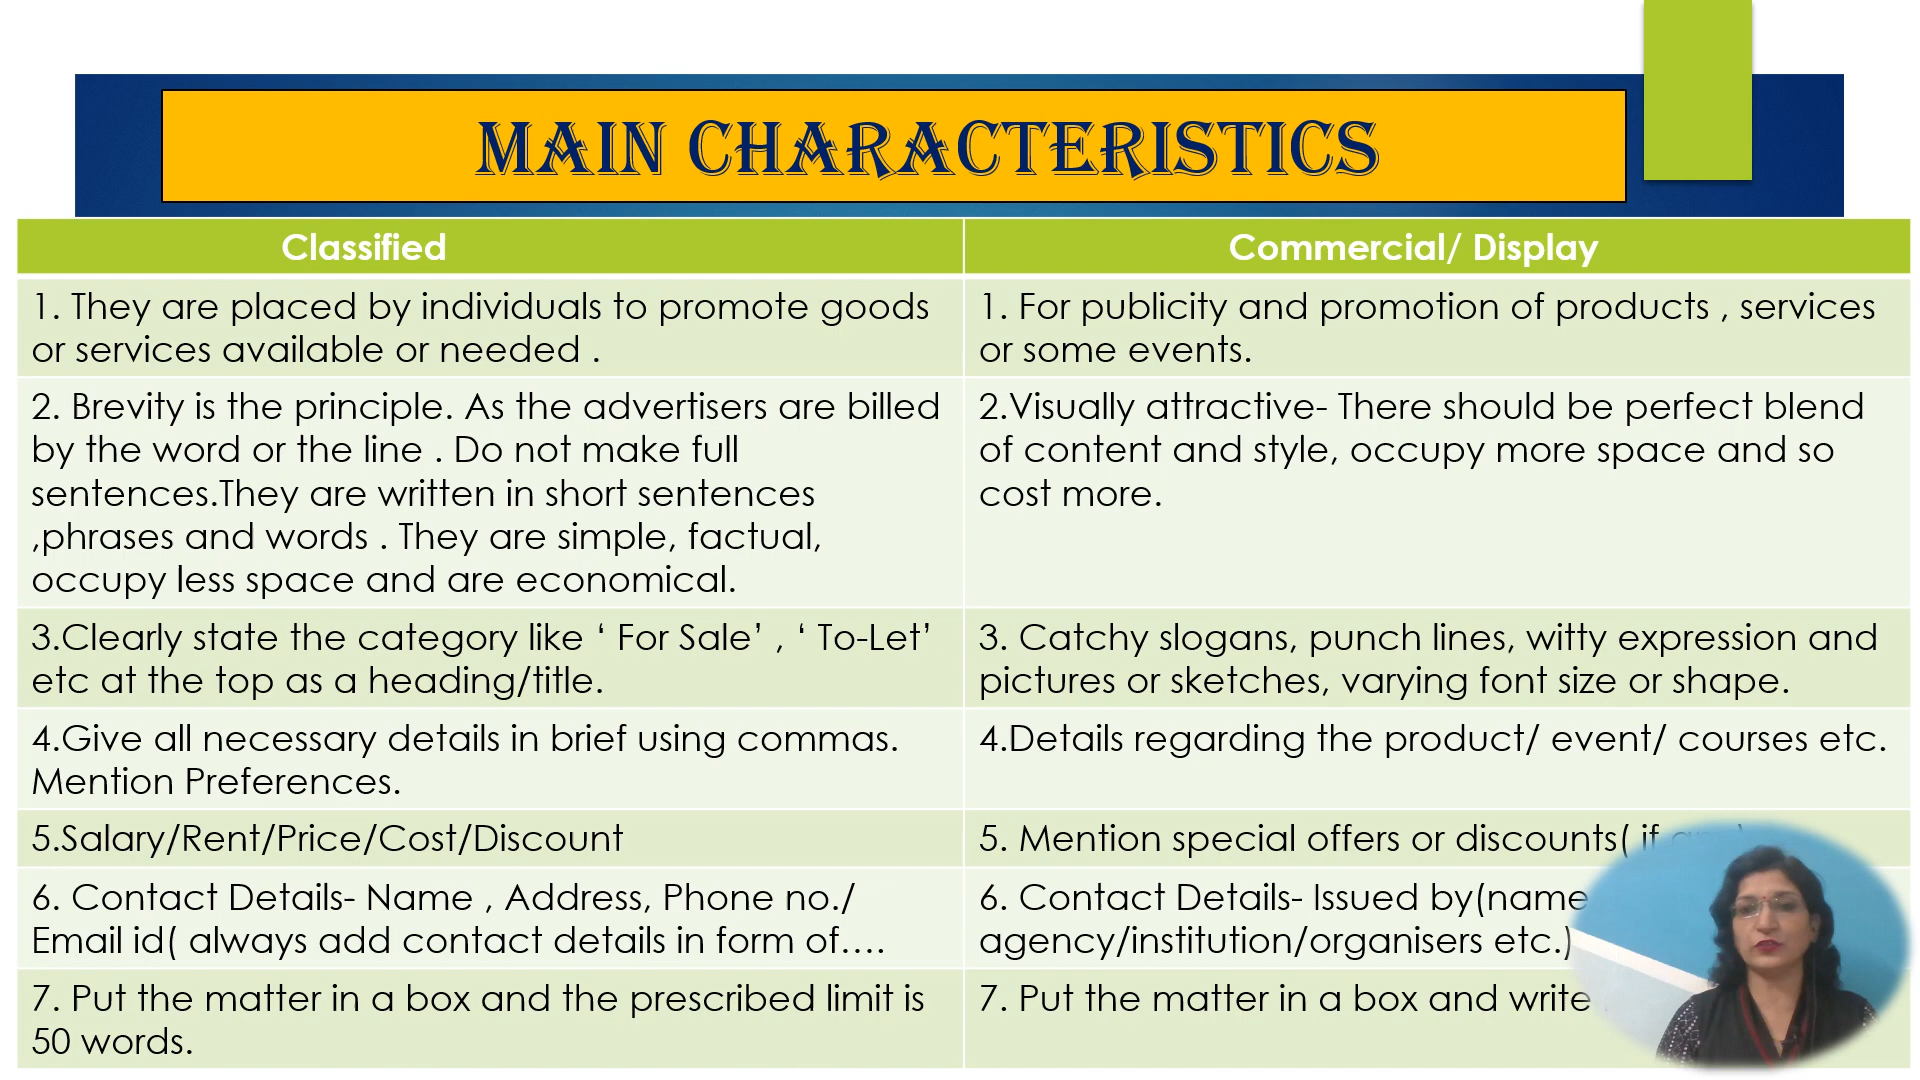 MAIN CHARACTERISTICS
Classified
Commercial/ Display
1. They are placed by individuals to promote goods
or services available or needed .
1. For publicity and promotion of products , services
or some events.
2. Brevity is the principle. As the advertisers are billed
by the word or the line . Do not make full
sentences.They are written in short sentences
,phrases and words . They are simple, factual,
occupy less space and are economical.
2.Visually attractive- There should be perfect blend
of content and style, occupy more space and so
cost more.
3.Clearly state the category like ‘ For Sale’ , ‘ To-Let’
etc at the top as a heading/title.
3. Catchy slogans, punch lines, witty expression and
pictures or sketches, varying font size or shape.
4.Give all necessary details in brief using commas.
Mention Preferences.
4.Details regarding the product/ event/ courses etc.
5.Salary/Rent/Price/Cost/Discount
5. Mention special offers or discounts( if
6. Contact Details- Name , Address, Phone no./
Email id( always add contact details in form of....
6. Contact Details- Issued by(name
agency/institution/organisers etc.)
7. Put the matter in a box and the prescribed limit is
50 words.
7. Put the matter in a box and write